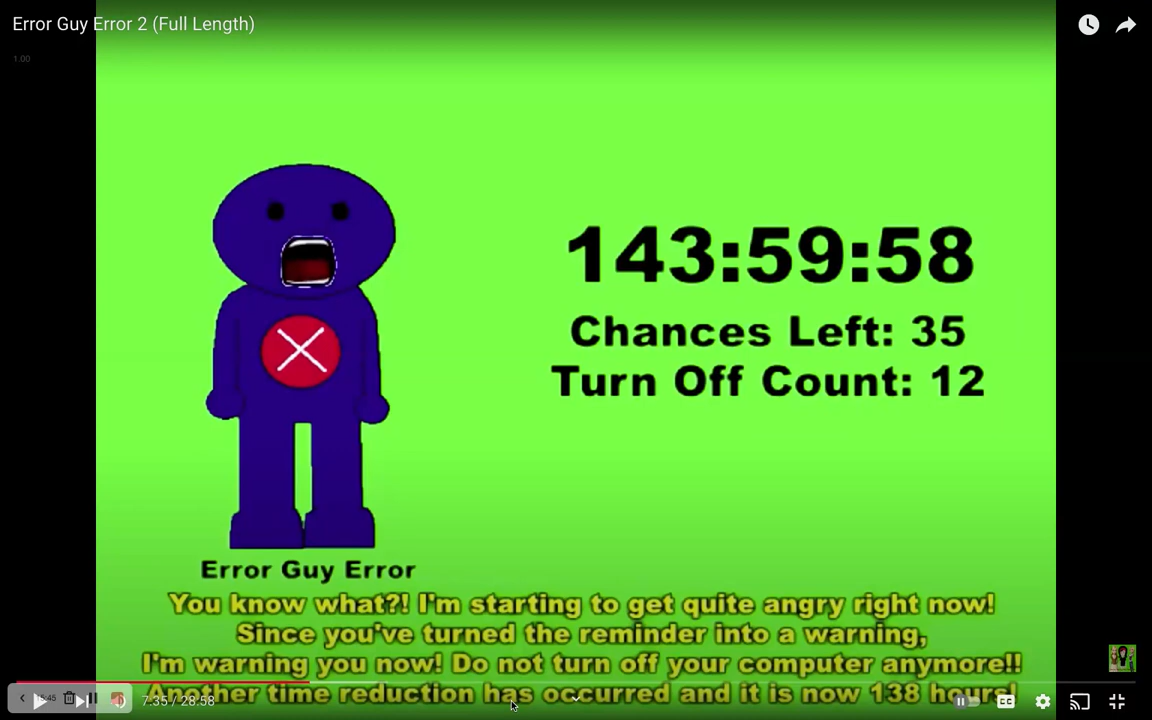 Error Guy Error 2 (Full Length)
1.00
143:59:58
Chances Left: 35
Turn Off Count: 12
Error Guy Error
You know what?! I'm starting to get quite angry right now!
Since you've turned the reminder into a warning,
I'm warning you now! Do not turn off your computer anymore!!
Another time reduction has occurred and it is now 138 hours!
7:35 / 28:58
CC